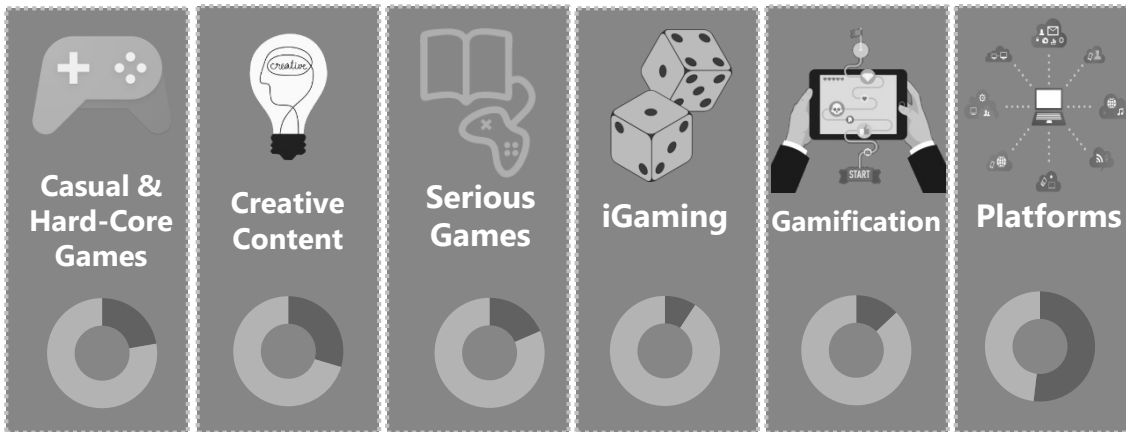 creative
START
Casual &
Hard-Core
Games
Creative
Content
Serious
Games
iGaming
Gamification
Platforms